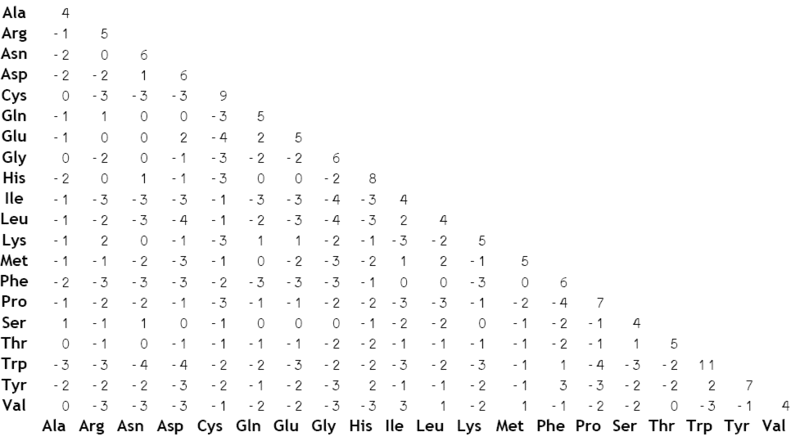 Ala 4
Arg -1 5
Asn -2 0 6
Asp -2 -2 1 6
Cys 0 -3 -3 -3 9
Gln -1 1 0 0 -3 5
Glu -1 0 0 2 -4 2 5
Gly 0 -2 0 -1 -3 -2 -2 6
His -2 0 1 -1 -3 0 0 -2 8
Ile -1 -3 -3 -3 -1 -3 -3 -4 -3 4
Leu -1 -2 -3 -4 -1 -2 -3 -4 -3 2 4
Lys -1 2 0 -1 -3 1 1 -2 -1 -3 -2 5
Met -1 -1 -2 -3 -1 0 -2 -3 -2 1 2 -1 5
Phe -2 -3 -3 -3 -2 -3 -3 -3 -1 0 0 -3 0 6
Pro -1 -2 -2 -1 -3 -1 -1 -2 -2 -3 -3 -1 -2 -4 7
Ser 1 -1 1 0 -1 0 0 0 -1 -2 -2 0 -1 -2 -1 4
Thr 0 -1 0 -1 -1 -1 -1 -2 -2 -1 -1 -1 -1 -2 -1 1 5
Trp -3 -3 -4 -4 -2 -2 -3 -2 -2 -3 -2 -3 -1 1 -4 -3 -2 11
Tyr -2 -2 -2 -3 -2 -1 -2 -3 2 -1 -1 -2 -1 3 -3 -2 -2 2 7
Val 0 -3 -3 -3 -1 -2 -2 -3 -3 3 1 -2 1 -1 -2 -2 0 -3 -1 4
Ala Arg Asn Asp Cys Gln Glu Gly His Ile Leu Lys Met Phe Pro Ser Thr Trp Tyr Val